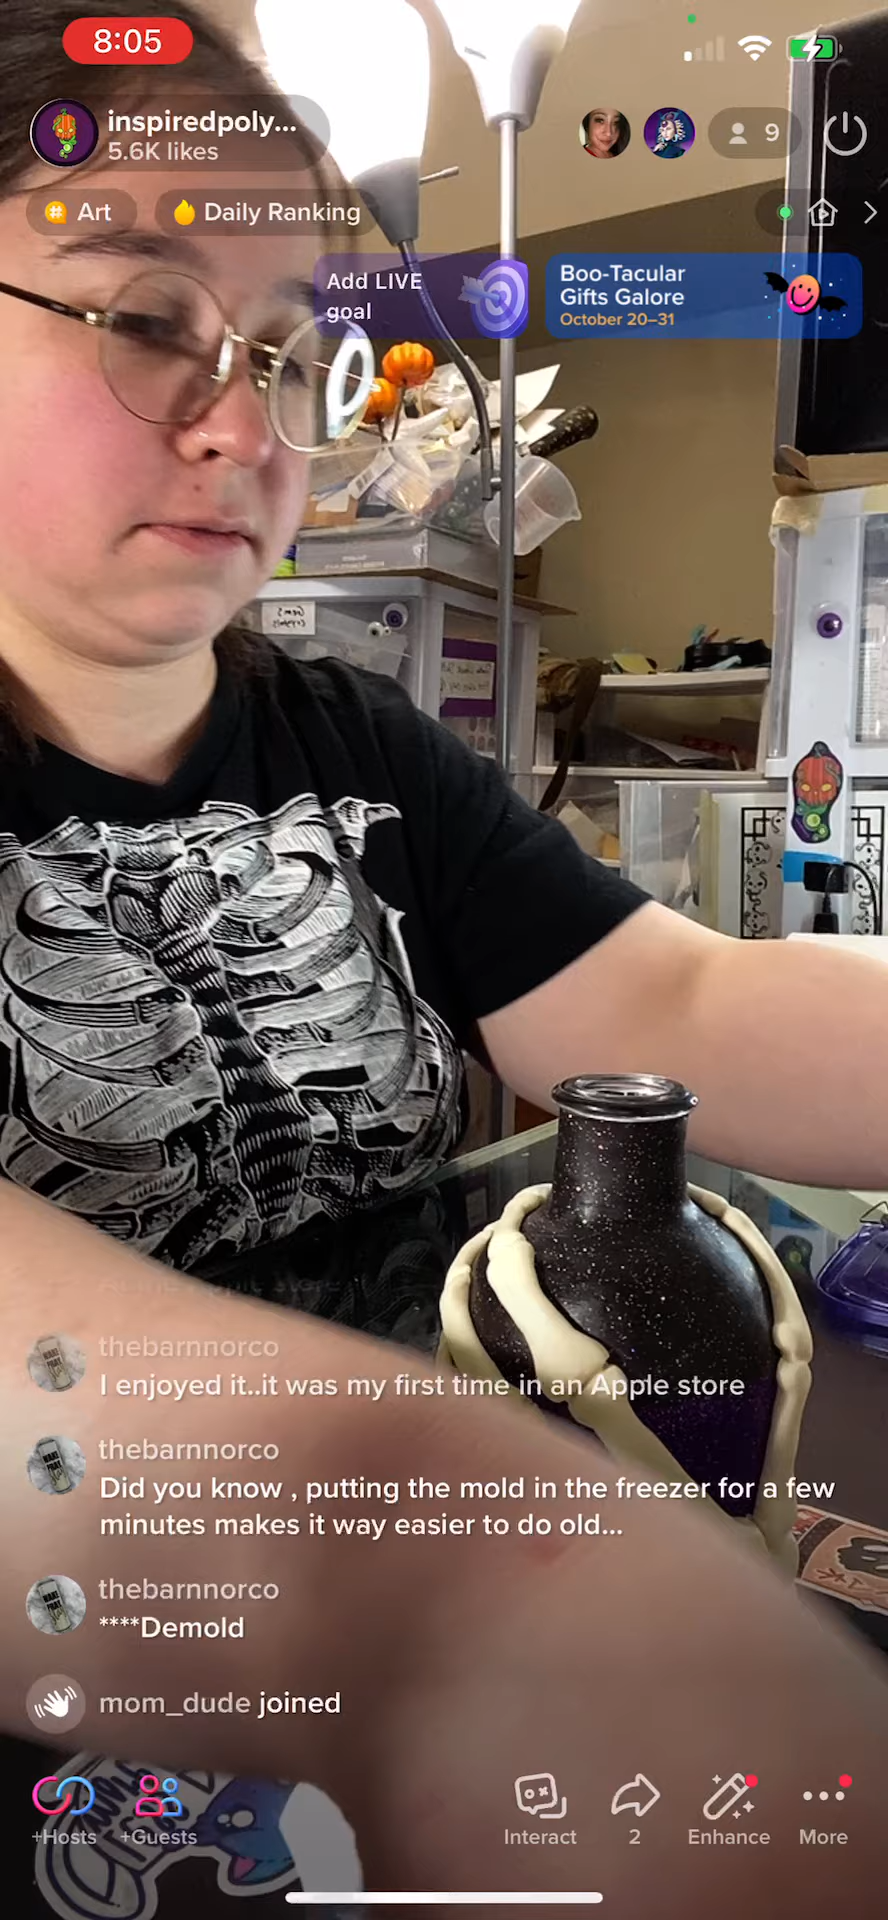 8:05
inspiredpoly...
5.6K likes
9
Art
Daily Ranking
Add LIVE
goal
Boo-Tacular
Gifts Galore
October 20–31
thebarnnorco
I enjoyed it..it was my first time in an Apple store
thebarnnorco
Did you know , putting the mold in the freezer for a few
minutes makes it way easier to do old...
thebarnnorco
****Demold
mom_dude joined
+Hosts
+Guests
Interact
2
Enhance
More